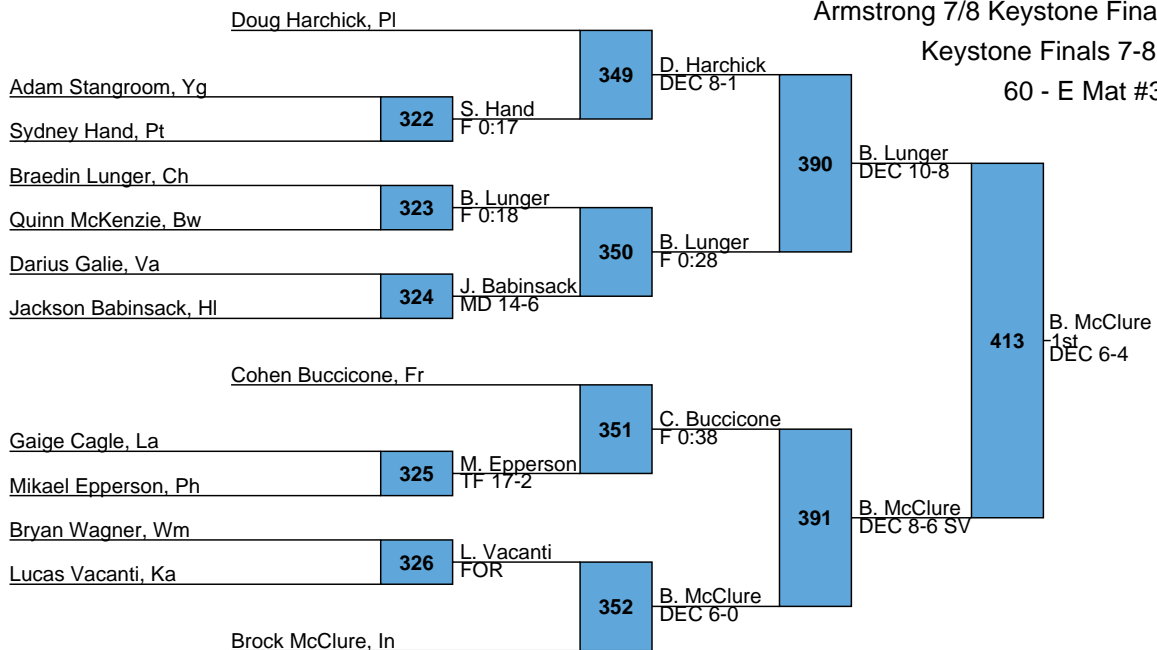 Armstrong 7/8 Keystone Fina
Keystone Finals 7-8
60 - E Mat #3
Doug Harchick, Pl
349
D. Harchick
DEC 8-1
Adam Stangroom, Yg
322
S. Hand
F 0:17
Sydney Hand, Pt
390
B. Lunger
DEC 10-8
Braedin Lunger, Ch
323
B. Lunger
F 0:18
Quinn McKenzie, Bw
350
B. Lunger
F 0:28
Darius Galie, Va
324
J. Babinsack
MD 14-6
Jackson Babinsack, Hl
413
B. McClure
1st
DEC 6-4
Cohen Buccicone, Fr
351
C. Buccicone
F 0:38
Gaige Cagle, La
325
M. Epperson
TF 17-2
Mikael Epperson, Ph
391
B. McClure
DEC 8-6 SV
Bryan Wagner, Wm
326
L. Vacanti
FOR
Lucas Vacanti, Ka
352
B. McClure
DEC 6-0
Brock McClure, In